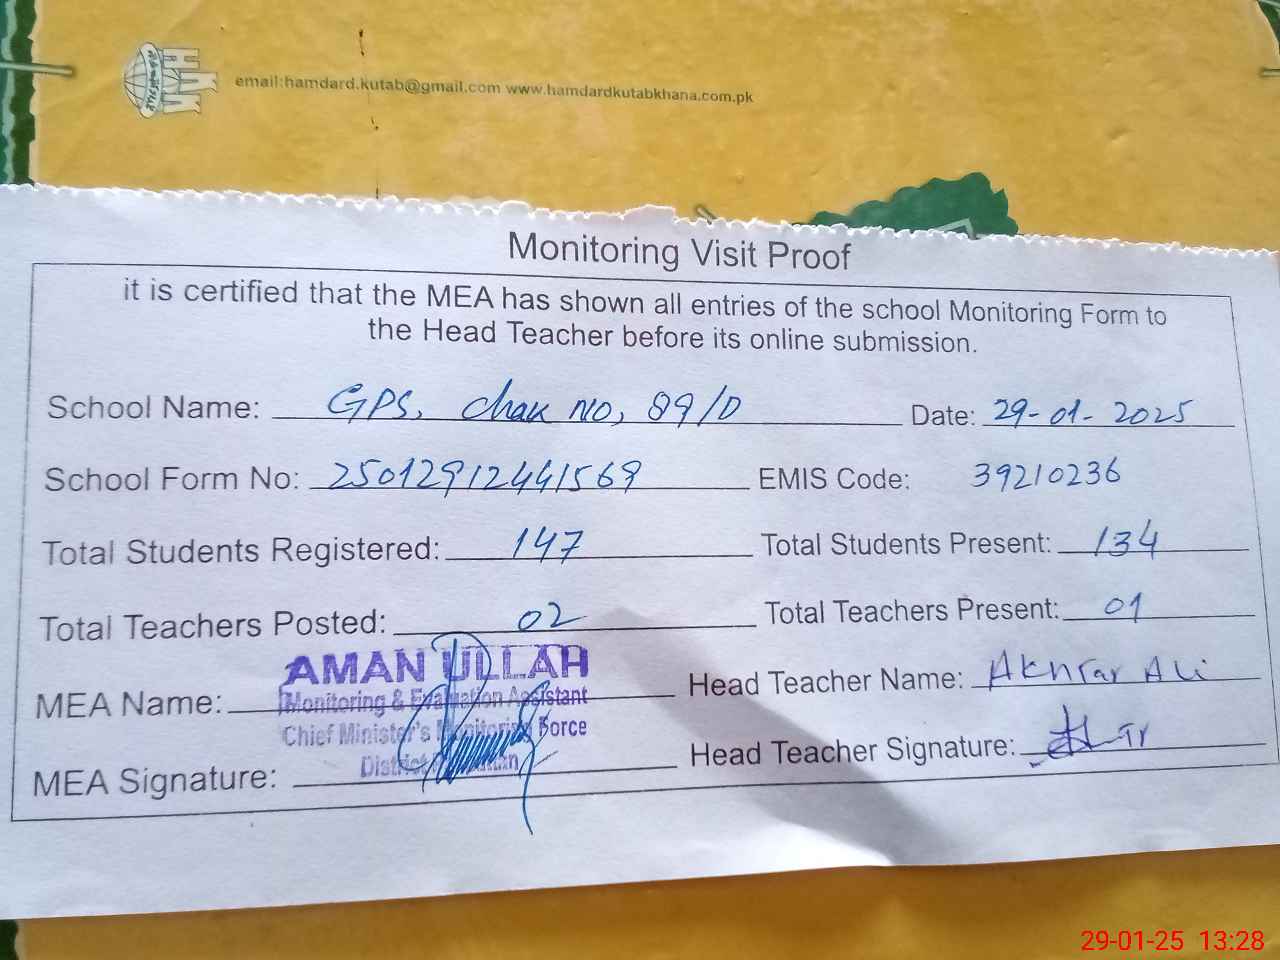 HKK
email:hamdard.kutab@gmail.com www.hamdardkutabkhana.com.pk
Monitoring Visit Proof
it is certified that the MEA has shown all entries of the school Monitoring Form to
the Head Teacher before its online submission.
School Name: GPS, Chak NO, 89/D Date: 29-01-2025
School Form No: 25012912441569 EMIS Code: 39210236
Total Students Registered: 147 Total Students Present: 134
Total Teachers Posted: 02 Total Teachers Present: 01
AMAN ULLAH
MEA Name: Monitoring & Evaluation Assistant Head Teacher Name: Akhtar Ali
Chief Minister's Monitoring Force
District
MEA Signature: Head Teacher Signature:
29-01-25 13:28